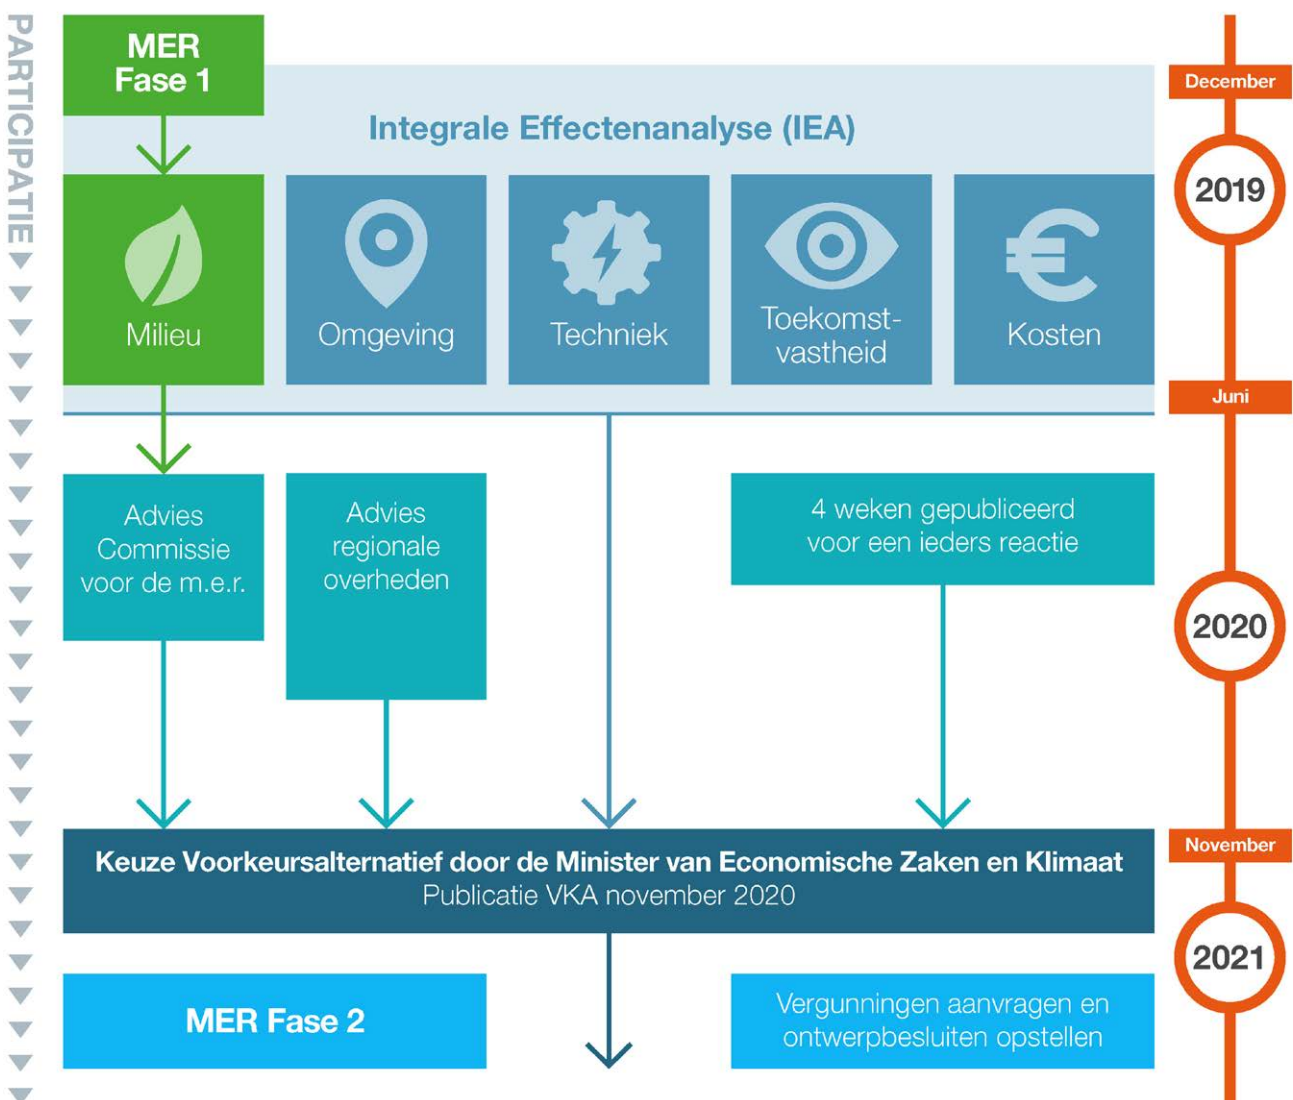 PARTICIPATIE
MER
Fase 1
Integrale Effectenanalyse (IEA)
Milieu
Omgeving
Techniek
Toekomst-
vastheid
Kosten
December
2019
Juni
Advies
Commissie
voor de m.e.r.
Advies
regionale
overheden
4 weken gepubliceerd
voor een ieders reactie
2020
Keuze Voorkeursalternatief door de Minister van Economische Zaken en Klimaat
Publicatie VKA november 2020
November
2021
MER Fase 2
Vergunningen aanvragen en
ontwerpbesluiten opstellen